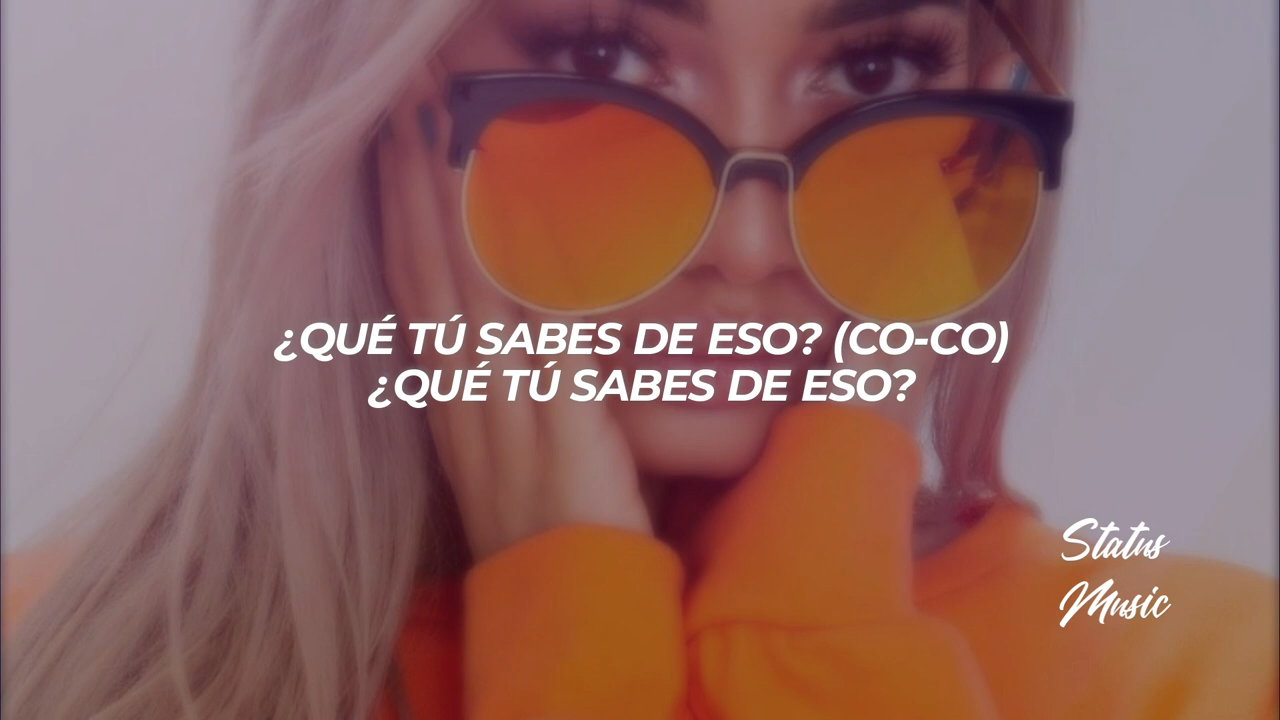 ¿QUÉ TÚ SABES DE ESO? (CO-CO)
¿QUÉ TÚ SABES DE ESO?
Status
Music